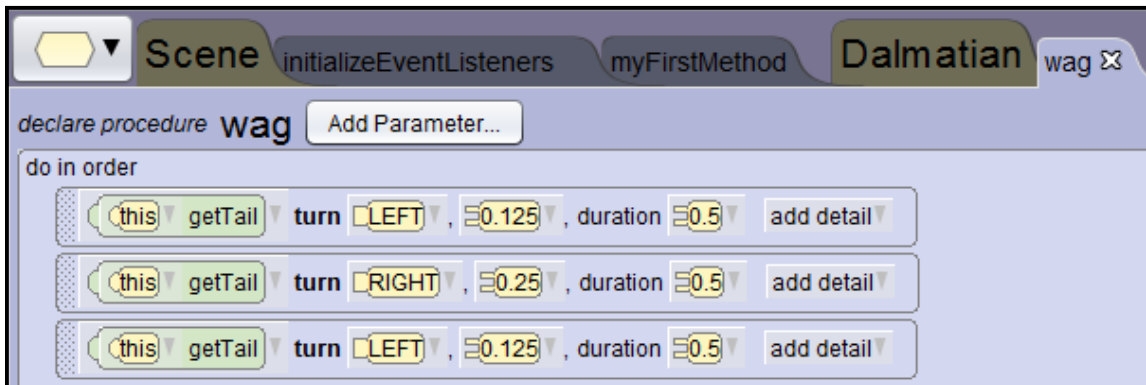 Scene initializeEventListeners myFirstMethod Dalmatian wag
declare procedure wag Add Parameter...
do in order
this getTail turn LEFT , 0.125 , duration 0.5 add detail
this getTail turn RIGHT , 0.25 , duration 0.5 add detail
this getTail turn LEFT , 0.125 , duration 0.5 add detail